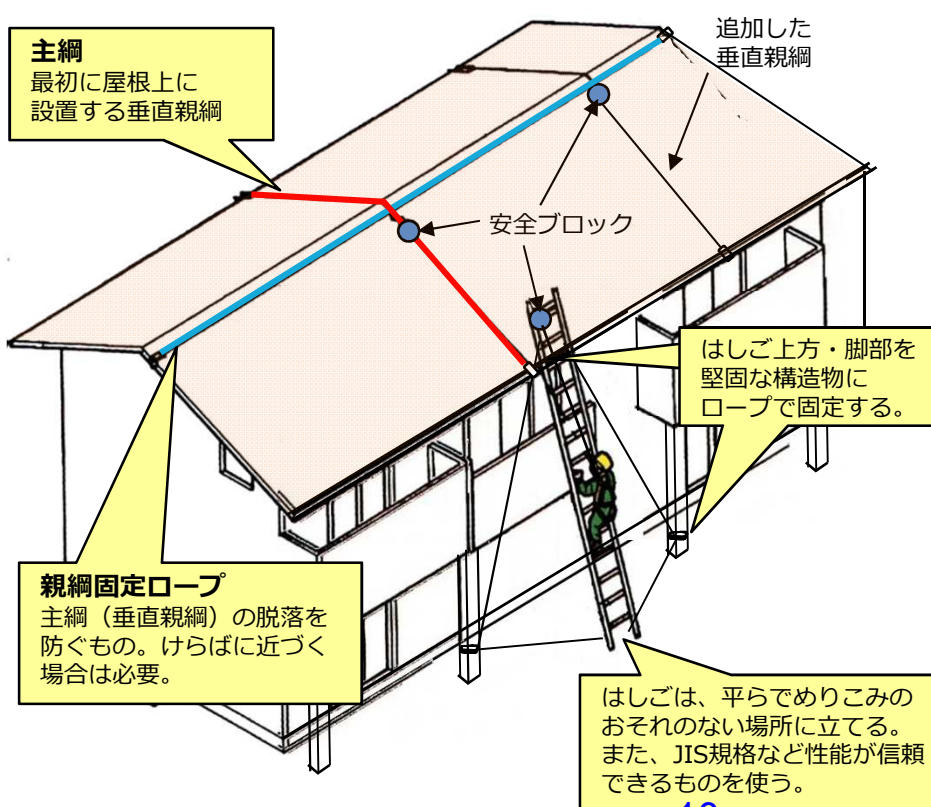 主綱
最初に屋根上に
設置する垂直親綱
追加した
垂直親綱
安全ブロック
はしご上方・脚部を
堅固な構造物に
ロープで固定する。
親綱固定ロープ
主綱（垂直親綱）の脱落を
防ぐもの。けらばに近づく
場合は必要。
はしごは、平らでめりこみの
おそれのない場所に立てる。
また、JIS規格など性能が信頼
できるものを使う。